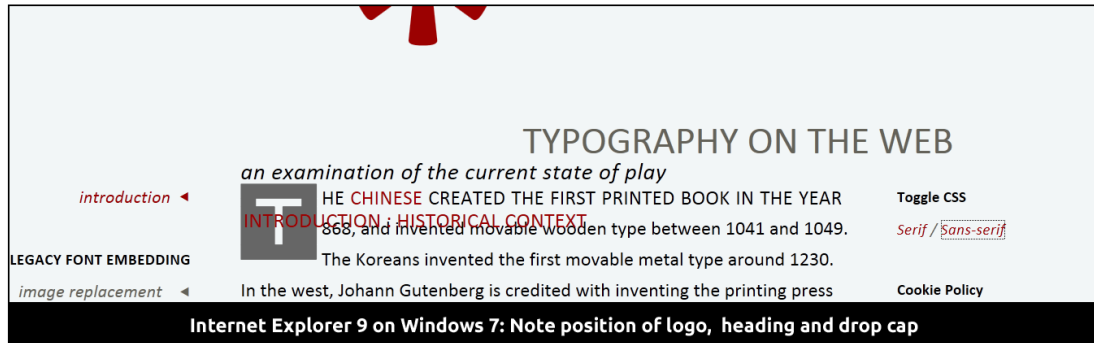 TYPOGRAPHY ON THE WEB
an examination of the current state of play
introduction ◄
LEGACY FONT EMBEDDING
image replacement ◄
THE CHINESE CREATED THE FIRST PRINTED BOOK IN THE YEAR
INTRODUCTION : HISTORICAL CONTEXT
868, and invented movable wooden type between 1041 and 1049.
The Koreans invented the first movable metal type around 1230.
In the west, Johann Gutenberg is credited with inventing the printing press
Toggle CSS
Serif / Sans-serif
Cookie Policy
Internet Explorer 9 on Windows 7: Note position of logo, heading and drop cap